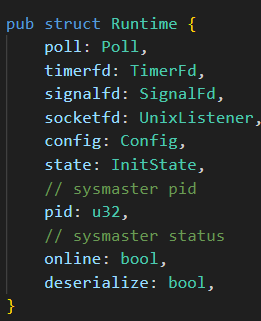 pub struct Runtime {
    poll: Poll,
    timerfd: TimerFd,
    signalfd: SignalFd,
    socketfd: UnixListener,
    config: Config,
    state: InitState,
    // sysmaster pid
    pid: u32,
    // sysmaster status
    online: bool,
    deserialize: bool,
}